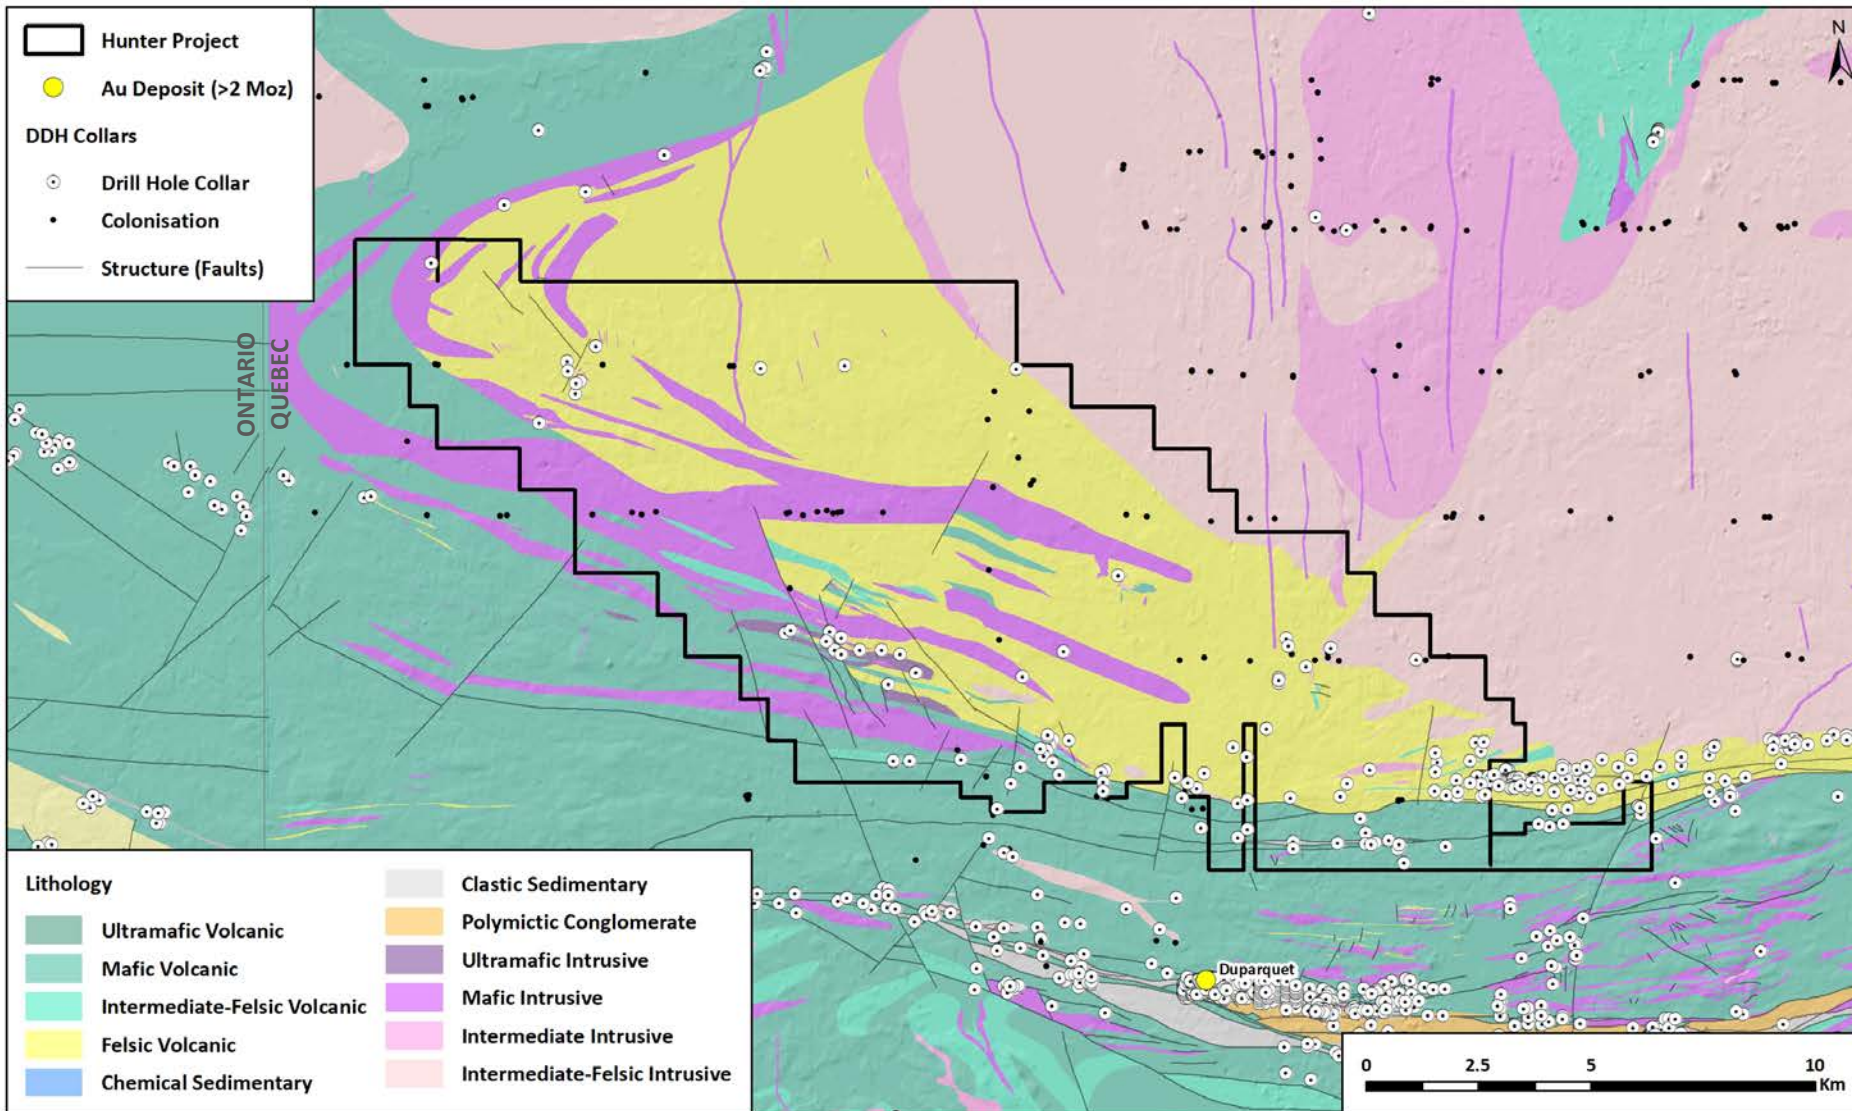 Hunter Project
Au Deposit (>2 Moz)
DDH Collars
Drill Hole Collar
Colonisation
Structure (Faults)
N
ONTARIO
QUEBEC
Duparquet
Lithology
Ultramafic Volcanic
Mafic Volcanic
Intermediate-Felsic Volcanic
Felsic Volcanic
Chemical Sedimentary
Clastic Sedimentary
Polymictic Conglomerate
Ultramafic Intrusive
Mafic Intrusive
Intermediate Intrusive
Intermediate-Felsic Intrusive
0 2.5 5 10
Km